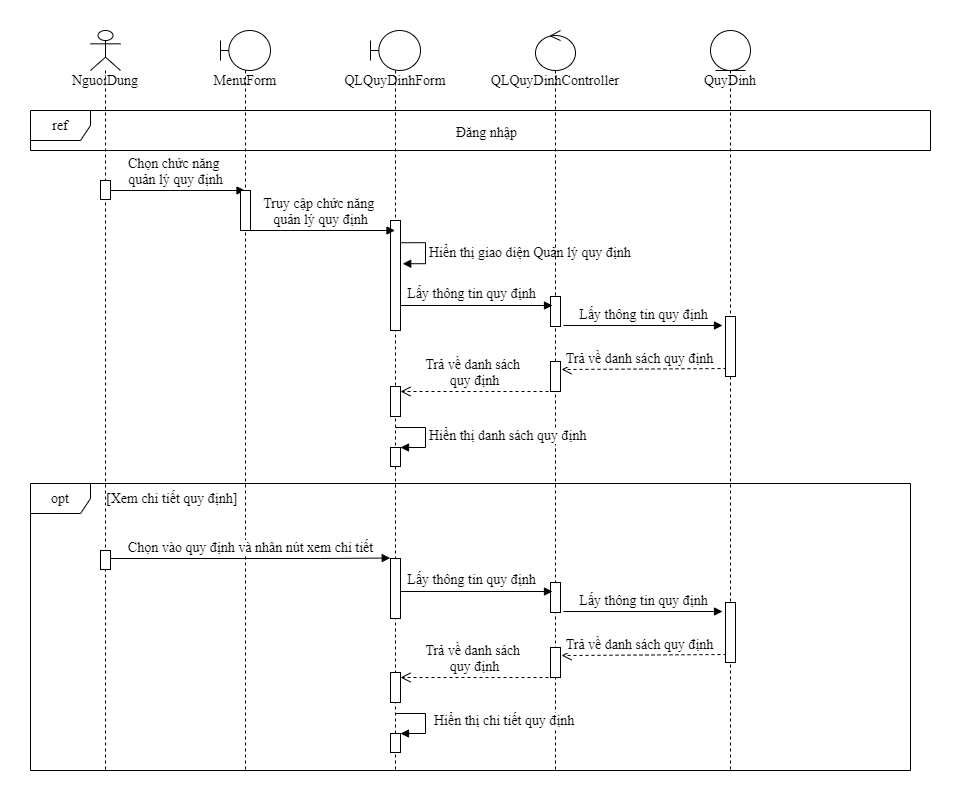 NguoiDung
MenuForm
QLQuyDinhForm
QLQuyDinhController
QuyDinh
ref
Đăng nhập
Chọn chức năng
quản lý quy định
Truy cập chức năng
quản lý quy định
Hiển thị giao diện Quản lý quy định
Lấy thông tin quy định
Lấy thông tin quy định
Trả về danh sách quy định
Trả về danh sách
quy định
Hiển thị danh sách quy định
opt
[Xem chi tiết quy định]
Chọn vào quy định và nhân nút xem chi tiết
Lấy thông tin quy định
Lấy thông tin quy định
Trả về danh sách quy định
Trả về danh sách
quy định
Hiển thị chi tiết quy định